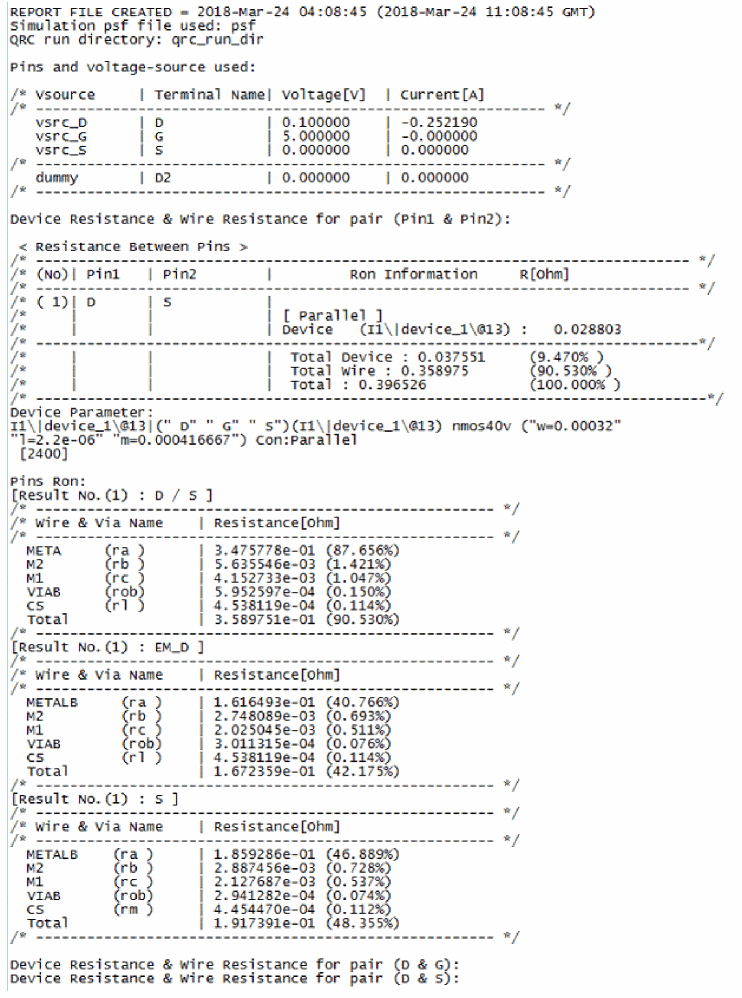 REPORT FILE CREATED = 2018-Mar-24 04:08:45 (2018-Mar-24 11:08:45 GMT)
Simulation psf file used: psf
QRC run directory: qrc_run_dir
Pins and voltage-source used:
/* Vsource | Terminal Name| Voltage[V] | Current[A]
/* ---------------------------------------------------------- */
vsrc_D | D | 0.100000 | -0.252190
vsrc_G | G | 5.000000 | -0.000000
vsrc_S | S | 0.000000 | 0.000000
/* ---------------------------------------------------------- */
dummy | D2 | 0.000000 | 0.000000
/* ---------------------------------------------------------- */
Device Resistance & Wire Resistance for pair (Pin1 & Pin2):
< Resistance Between Pins >
/* -------------------------------------------------------------------------- */
/* (No)| Pin1 | Pin2 | Ron Information R[Ohm]
/* -------------------------------------------------------------------------- */
/* ( 1)| D | S |
/* | | | [ Parallel ]
/* | | | Device (I1\|device_1\@13) : 0.028803
/* --------------------------------------------------------------------------*/
/* | | | Total Device : 0.037551 (9.470% )
/* | | | Total Wire : 0.358975 (90.530% )
/* | | | Total : 0.396526 (100.000% )
/* --------------------------------------------------------------------------*/
Device Parameter:
I1\|device_1\@13|(" D" " G" " S")(I1\|device_1\@13) nmos40v ("w=0.00032"
"l=2.2e-06" "m=0.000416667") Con:Parallel
[2400]
Pins Ron:
[Result No.(1) : D / S ]
/* ---------------------------------------------------- */
/* Wire & Via Name | Resistance[Ohm]
/* ---------------------------------------------------- */
META (ra ) | 3.475778e-01 (87.656%)
M2 (rb ) | 5.635546e-03 (1.421%)
M1 (rc ) | 4.152733e-03 (1.047%)
VIAB (rob) | 5.952597e-04 (0.150%)
CS (rl ) | 4.538119e-04 (0.114%)
Total | 3.589751e-01 (90.530%)
/* ---------------------------------------------------- */
[Result No.(1) : EM_D ]
/* ---------------------------------------------------- */
/* Wire & Via Name | Resistance[Ohm]
/* ---------------------------------------------------- */
METALB (ra ) | 1.616493e-01 (40.766%)
M2 (rb ) | 2.748089e-03 (0.693%)
M1 (rc ) | 2.025045e-03 (0.511%)
VIAB (rob) | 3.011315e-04 (0.076%)
CS (rl ) | 4.538119e-04 (0.114%)
Total | 1.672359e-01 (42.175%)
/* ---------------------------------------------------- */
[Result No.(1) : S ]
/* ---------------------------------------------------- */
/* Wire & Via Name | Resistance[Ohm]
/* ---------------------------------------------------- */
METALB (ra ) | 1.859286e-01 (46.889%)
M2 (rb ) | 2.887456e-03 (0.728%)
M1 (rc ) | 2.127687e-03 (0.537%)
VIAB (rob) | 2.941282e-04 (0.074%)
CS (rm ) | 4.454470e-04 (0.112%)
Total | 1.917391e-01 (48.355%)
/* ---------------------------------------------------- */
Device Resistance & Wire Resistance for pair (D & G):
Device Resistance & Wire Resistance for pair (D & S):